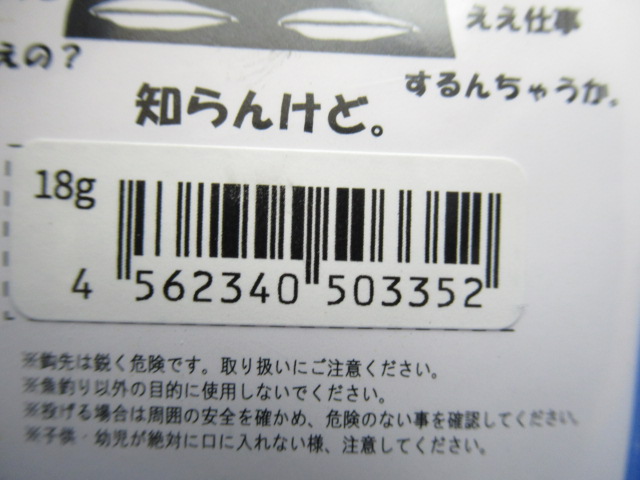 ええ仕事
えの？
するんちゃうか。
知らんけど。
18g
4 562340 503352
※鈎先は鋭く危険です。取り扱いにご注意ください。
※魚釣り以外の目的に使用しないでください。
※投げる場合は周囲の安全を確かめ、危険のない事を確認してください。
※子供・幼児が絶対に口に入れない様、注意してください。